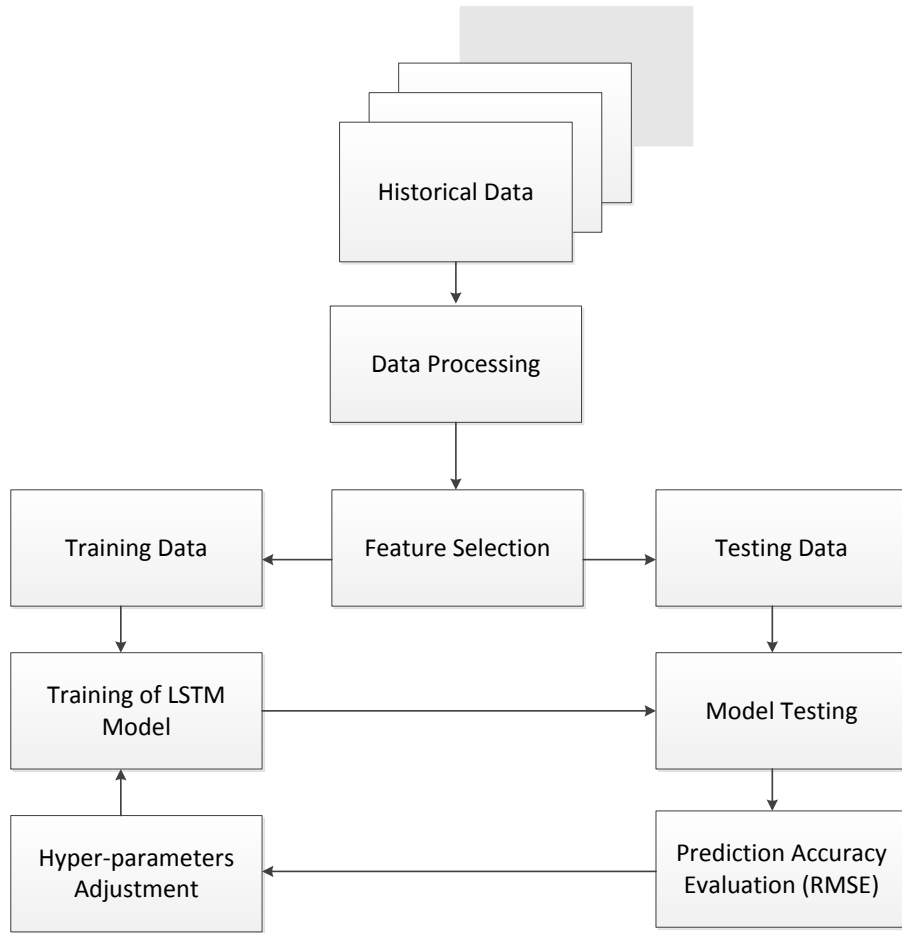 Historical Data
Data Processing
Training Data
Feature Selection
Testing Data
Training of LSTM
Model
Model Testing
Hyper-parameters
Adjustment
Prediction Accuracy
Evaluation (RMSE)